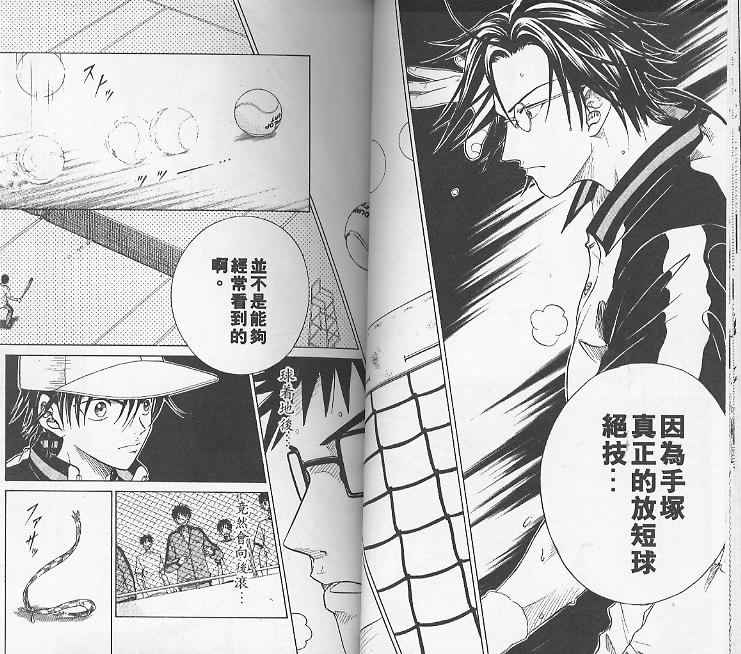 因為手塚
真正的放短球
絕技…
ストッ
ツッ
並不是能夠
經常看到的
啊。
球着地後…
竟然會向後滾…
ファサッ